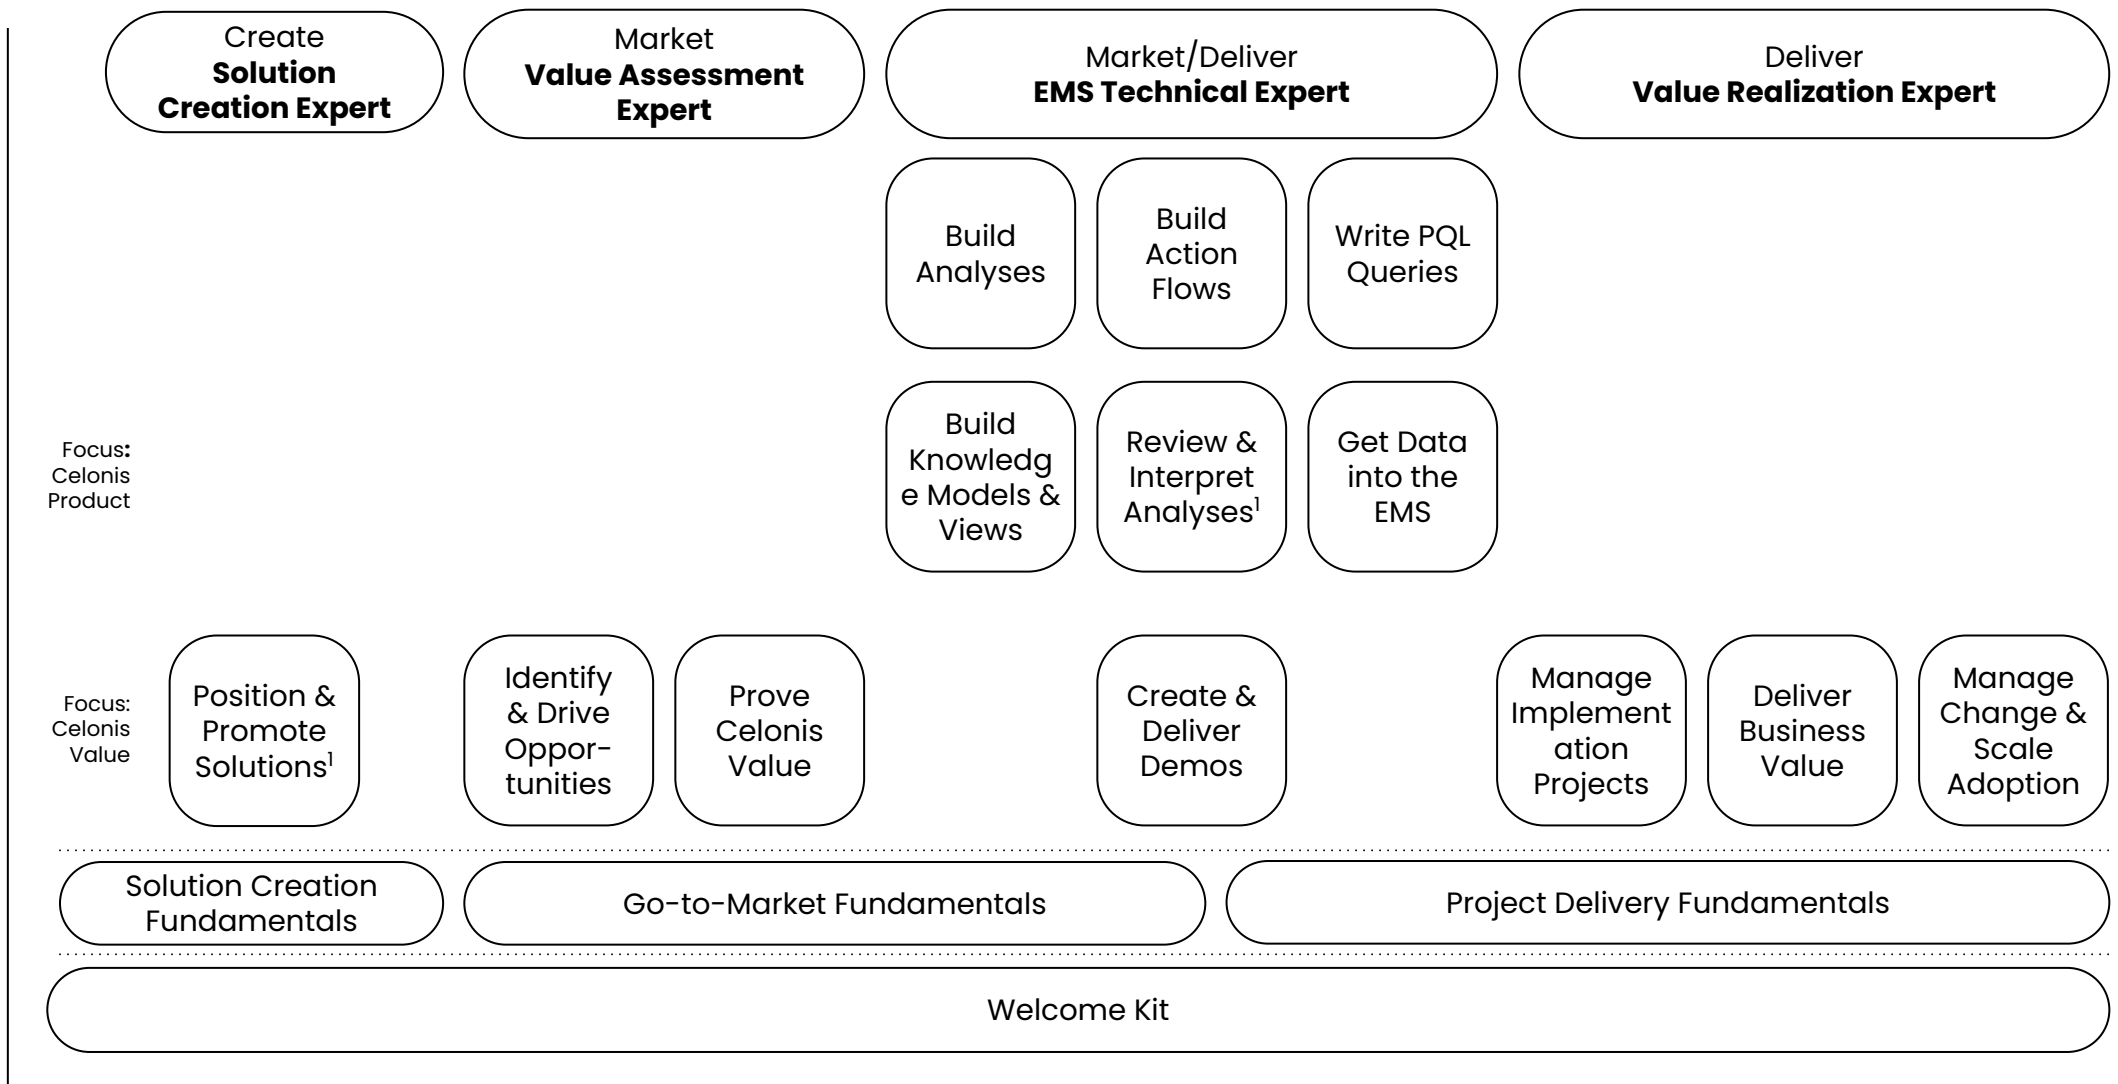 Create
Solution
Creation Expert
Market
Value Assessment
Expert
Market/Deliver
EMS Technical Expert
Deliver
Value Realization Expert
Build
Analyses
Build
Action
Flows
Write PQL
Queries
Focus:
Celonis
Product
Build
Knowledg
e Models &
Views
Review &
Interpret
Analyses¹
Get Data
into the
EMS
Focus:
Celonis
Value
Position &
Promote
Solutions¹
Identify
& Drive
Oppor-
tunities
Prove
Celonis
Value
Create &
Deliver
Demos
Manage
Implement
ation
Projects
Deliver
Business
Value
Manage
Change &
Scale
Adoption
Solution Creation
Fundamentals
Go-to-Market Fundamentals
Project Delivery Fundamentals
Welcome Kit